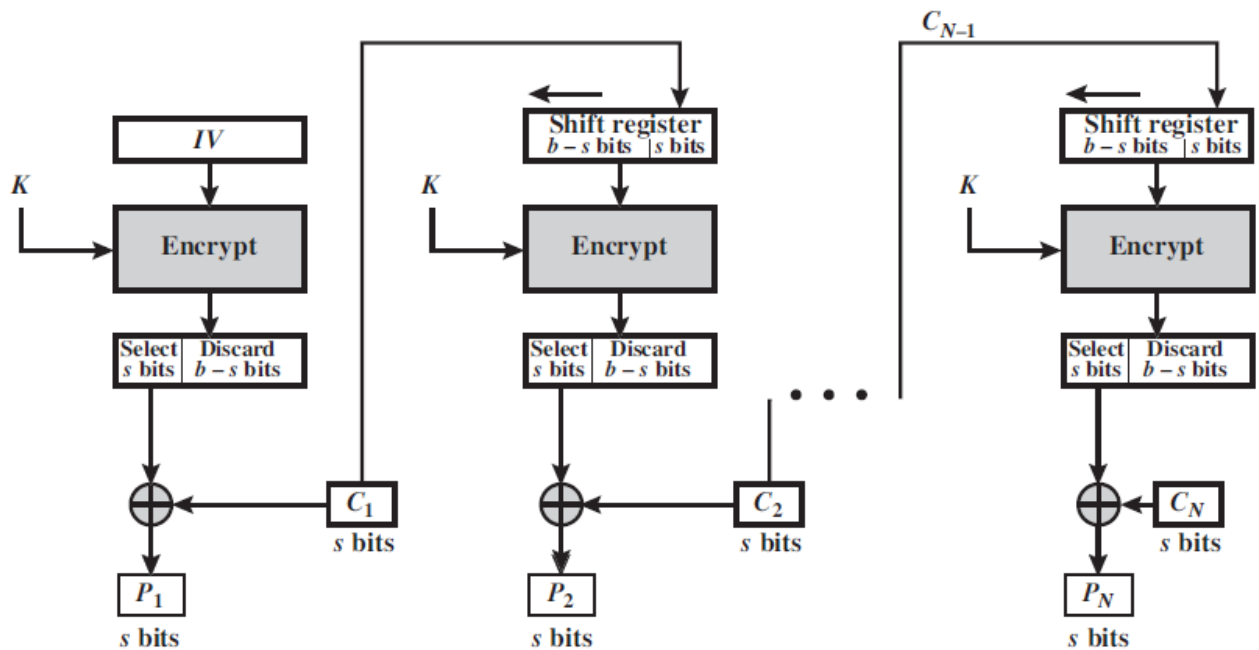 C_{N–1}
IV
Shift register
b – s bits | s bits
Shift register
b – s bits | s bits
K
K
K
Encrypt
Encrypt
Encrypt
Select Discard
s bits b – s bits
Select Discard
s bits b – s bits
Select Discard
s bits b – s bits
• • •
C_1
C_2
C_N
s bits
s bits
s bits
P_1
P_2
P_N
s bits
s bits
s bits